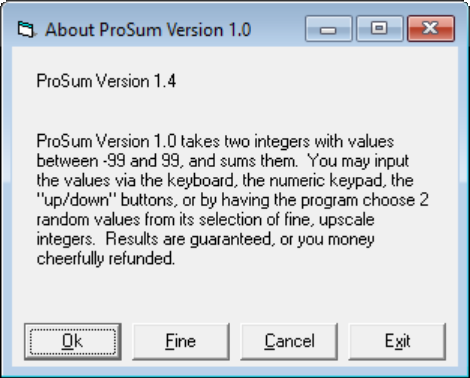 About ProSum Version 1.0
ProSum Version 1.4
ProSum Version 1.0 takes two integers with values
between -99 and 99, and sums them.  You may input
the values via the keyboard, the numeric keypad, the
"up/down" buttons, or by having the program choose 2
random values from its selection of fine, upscale
integers.  Results are guaranteed, or you money
cheerfully refunded.
Ok Fine Cancel Exit